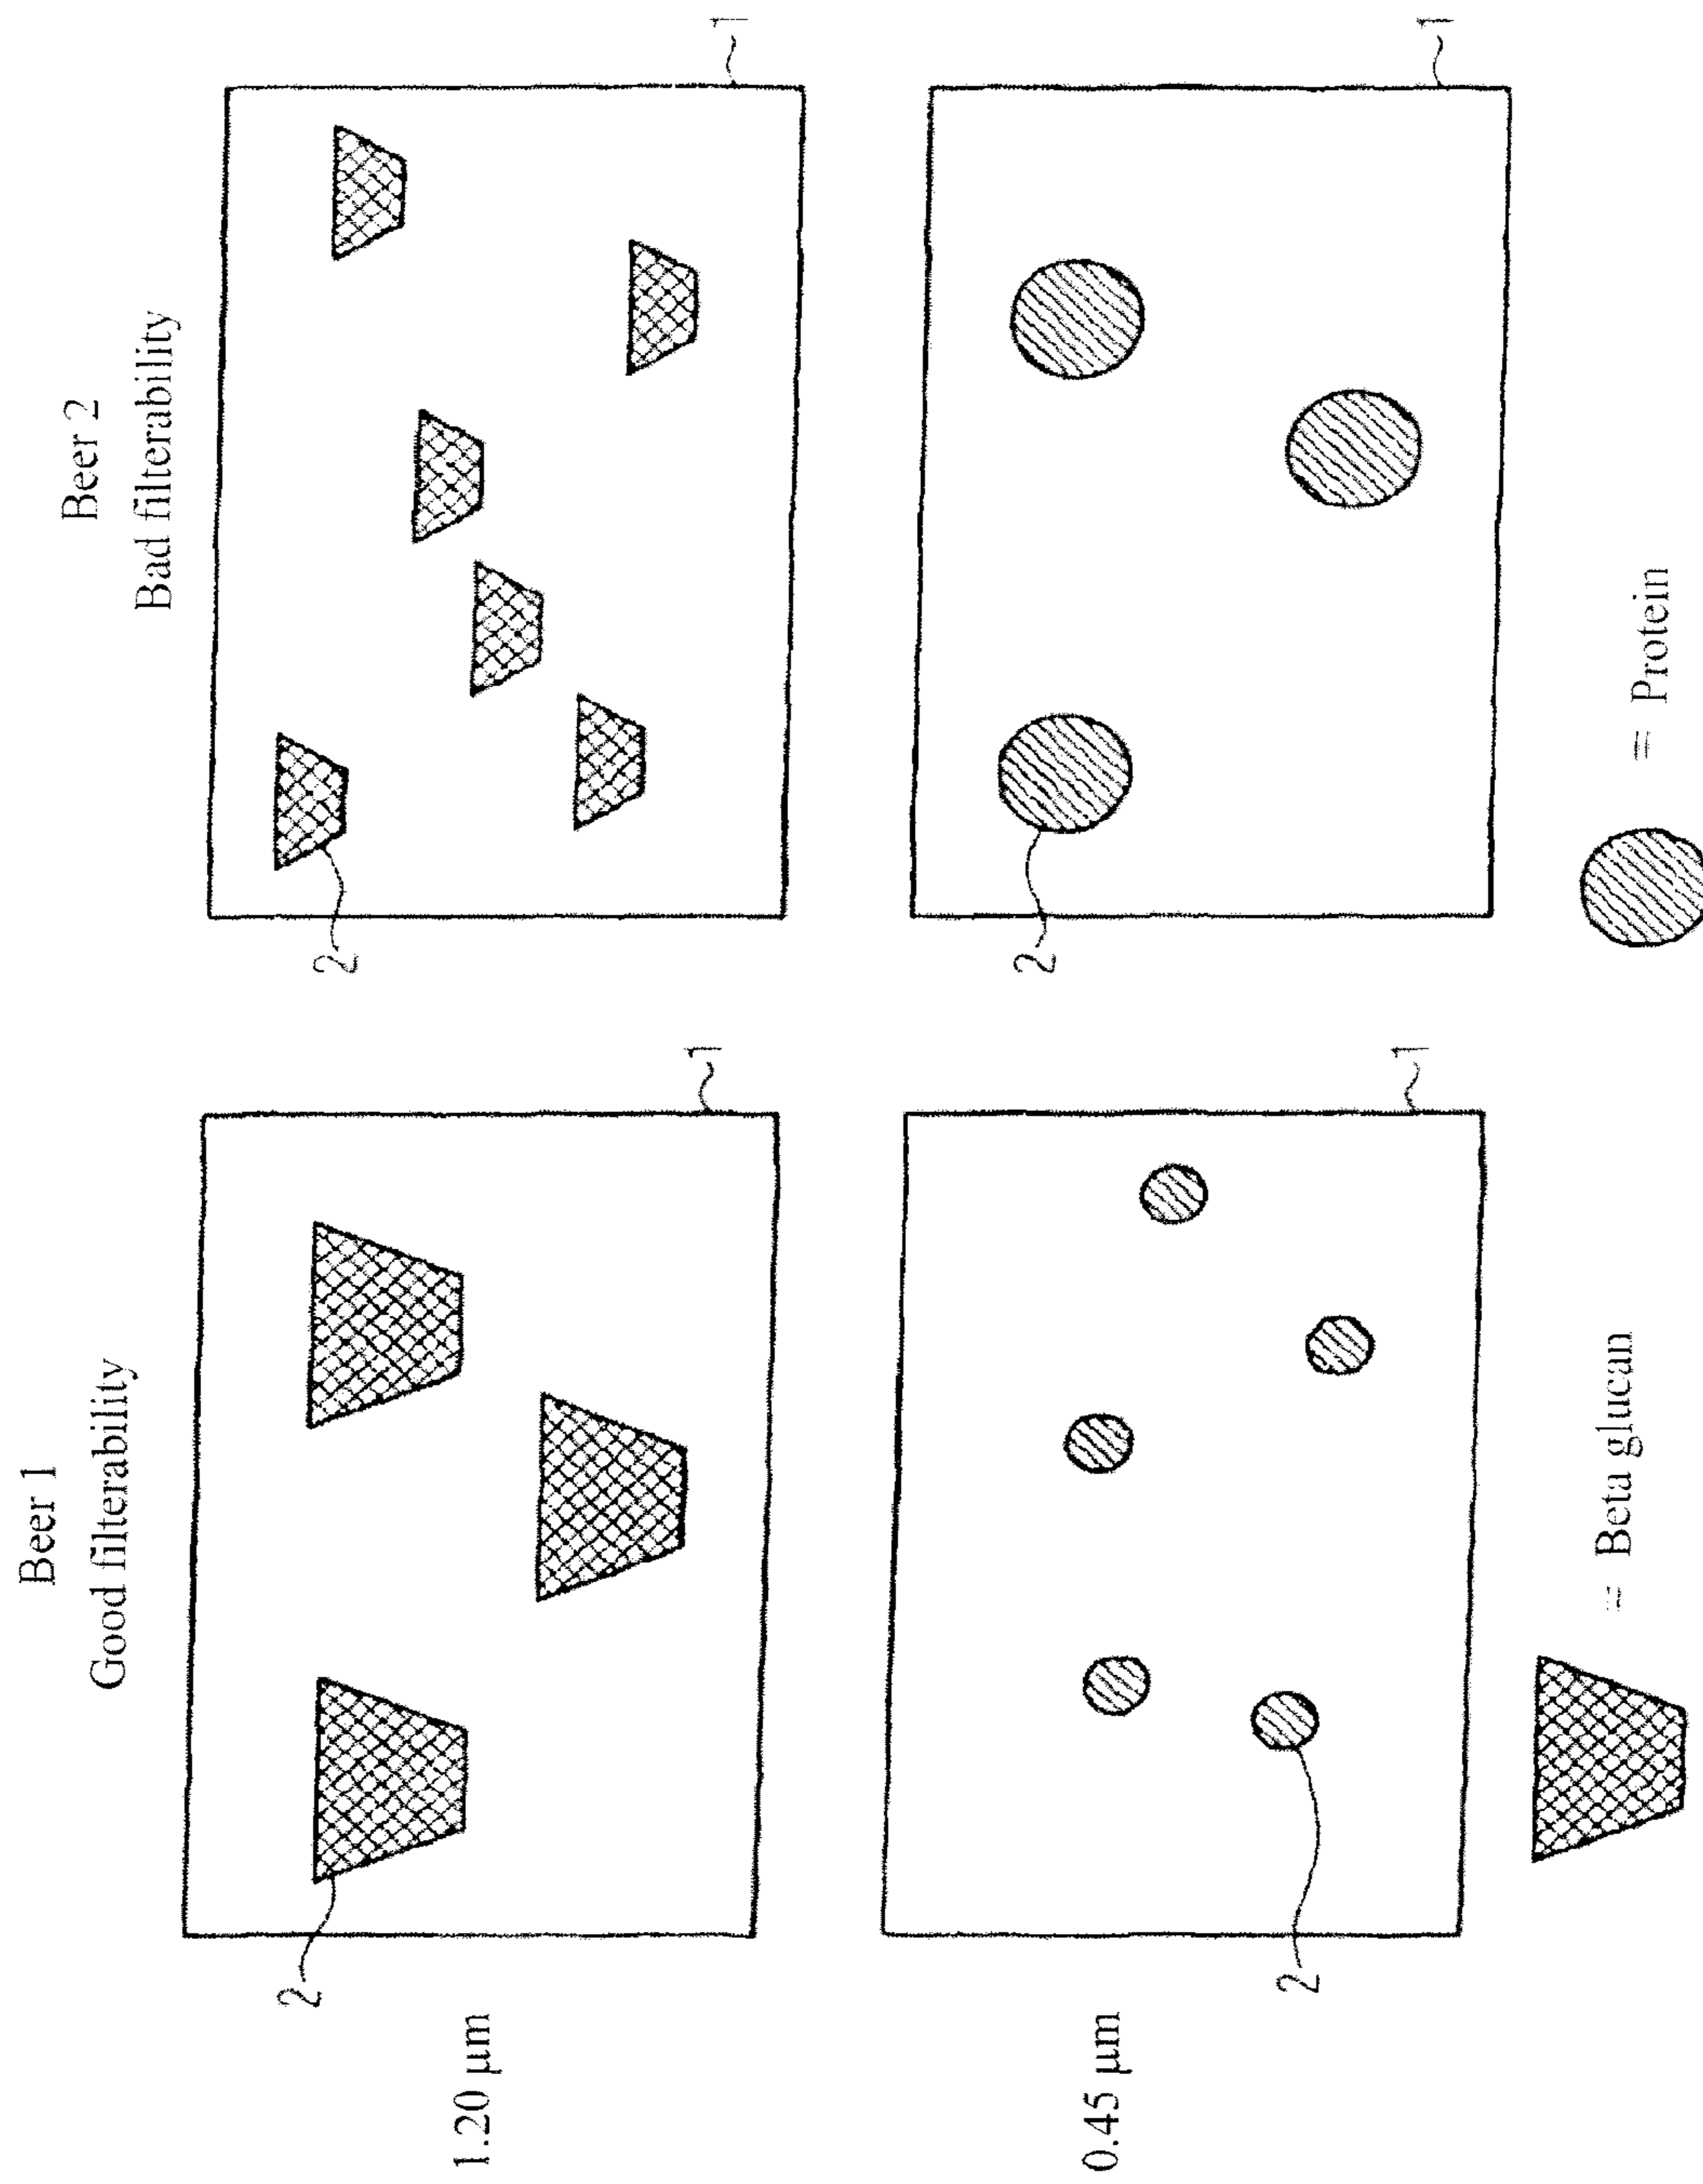 Beer 1
Good filterability
Beer 2
Bad filterability
1.20 μm
2
1
2
1
0.45 μm
2
1
2
1
= Beta glucan
= Protein